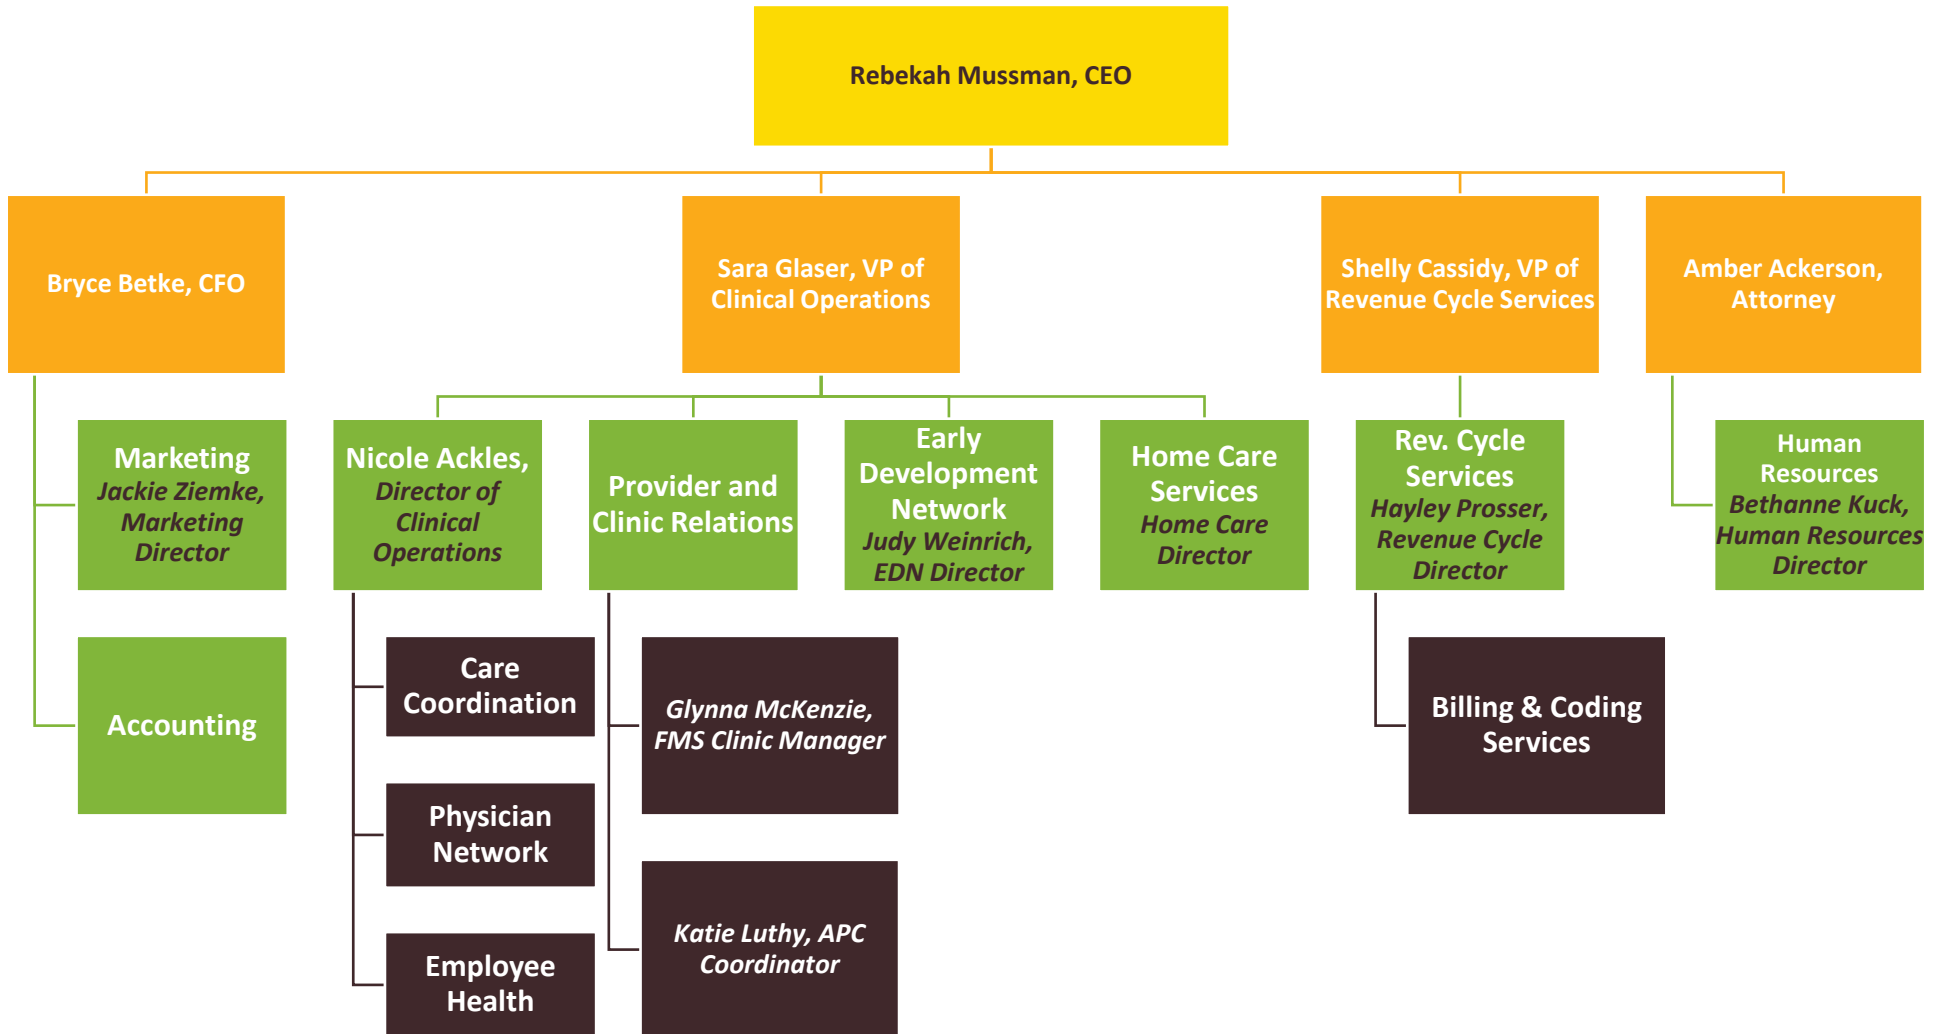 Rebekah Mussman, CEO
Bryce Betke, CFO
Sara Glaser, VP of
Clinical Operations
Shelly Cassidy, VP of
Revenue Cycle Services
Amber Ackerson,
Attorney
Marketing
Jackie Ziemke,
Marketing
Director
Nicole Ackles,
Director of
Clinical
Operations
Provider and
Clinic Relations
Early
Development
Network
Judy Weinrich,
EDN Director
Home Care
Services
Home Care
Director
Rev. Cycle
Services
Hayley Prosser,
Revenue Cycle
Director
Human
Resources
Bethanne Kuck,
Human Resources
Director
Accounting
Care
Coordination
Physician
Network
Employee
Health
Glynna McKenzie,
FMS Clinic Manager
Katie Luthy, APC
Coordinator
Billing & Coding
Services